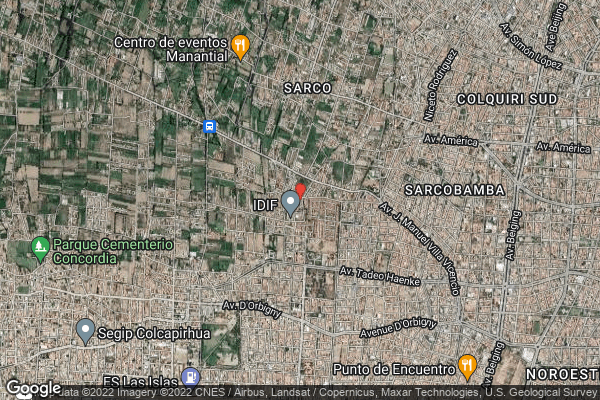 Av. Simón López
Ave Beijing
Centro de eventos
Manantial
Niceto Rodríguez
SARCO
COLQUIRI SUD
Av. América
Av. América
SARCOBAMBA
IDIF
Av. J. Manuel Villa Vicencio
Av. Beijing
Parque Cementerio
Concordia
Av. Tadeo Haenke
Av. D'Orbigny
Avenue D'Orbigny
Segip Colcapirhua
Av. Beijing
Punto de Encuentro
NOROEST
ES Las Islas
Google
data ©2022 Imagery ©2022 CNES / Airbus, Landsat / Copernicus, Maxar Technologies, U.S. Geological Survey